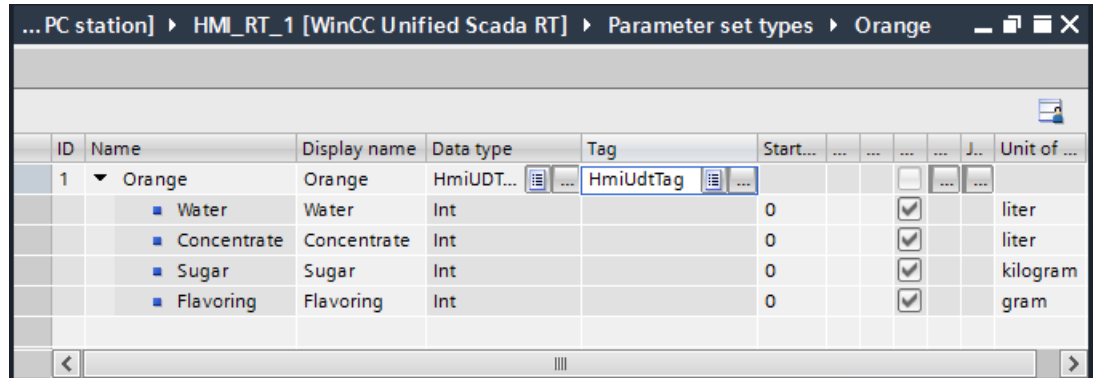 ... PC station] ▸ HMI_RT_1 [WinCC Unified Scada RT] ▸ Parameter set types ▸ Orange
ID Name Display name Data type Tag Start... ... ... ... ... J... Unit of ...
1 Orange Orange HmiUDT... ... HmiUdtTag ... ... ...
Water Water Int 0 liter
Concentrate Concentrate Int 0 liter
Sugar Sugar Int 0 kilogram
Flavoring Flavoring Int 0 gram